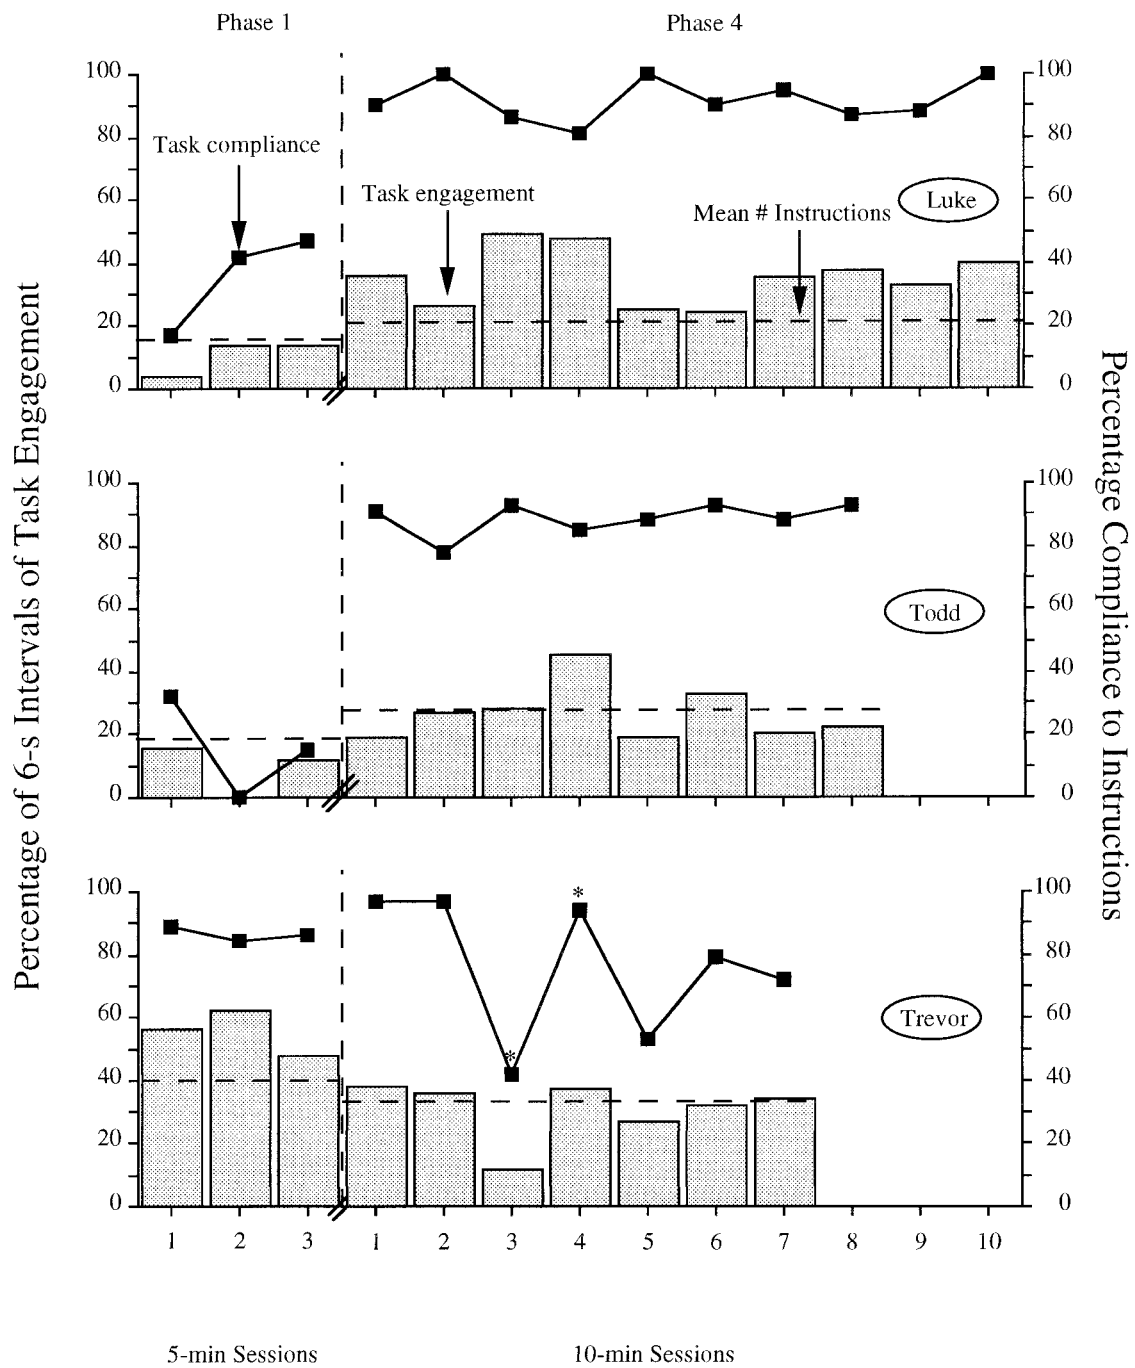 Phase 1 Phase 4
100 100
Task compliance
80 80
Task engagement
60 60
Mean # Instructions
Luke
40 40
20 20
0 0
Percentage of 6-s Intervals of Task Engagement
Percentage Compliance to Instructions
100 100
80 80
60 60
Todd
40 40
20 20
0 0
100 100
*
80 80
60 60
Trevor
*
40 40
20 20
0 0
1 2 3 1 2 3 4 5 6 7 8 9 10
5-min Sessions 10-min Sessions